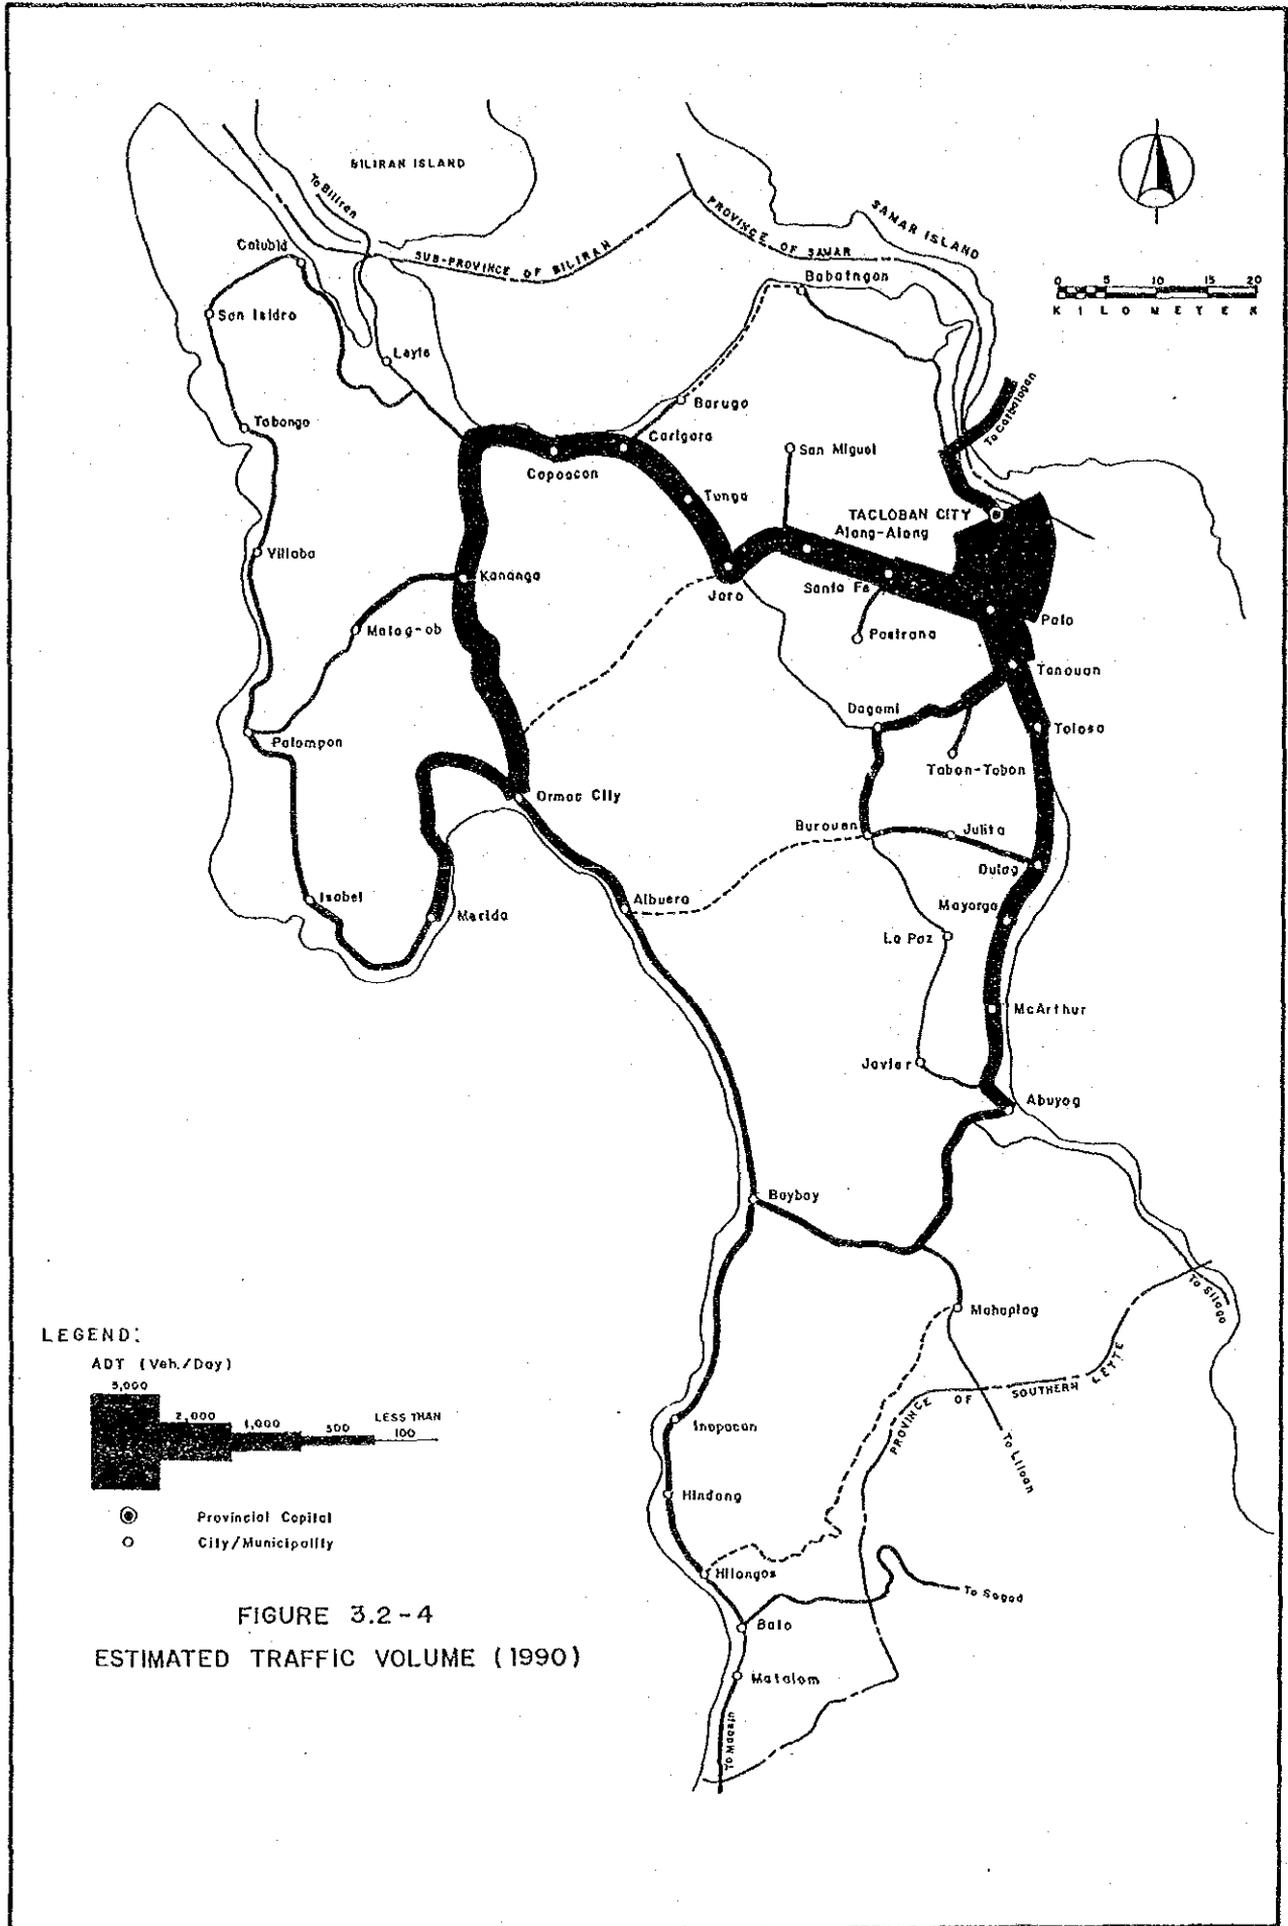 BILIRAN ISLAND
To Biliran
SUB-PROVINCE OF BILIRAN
PROVINCE OF SAMAR
SAMAR ISLAND
0 5 10 15 20
KILOMETER
Calubid
San Isidro
Babatngon
Layte
Tabongo
Barugo
To Catbalogan
Carigara
San Miguel
Capoocan
Tunga
TACLOBAN CITY
Alang-Alang
Villaba
Kananga
Jaro
Santa Fe
Palo
Matag-ob
Pastrana
Tanauan
Dagami
Tolosa
Palompon
Tabon-Tobon
Ormoc City
Burauen
Julita
Dulag
Isabel
Albuera
Mayorga
Merida
La Paz
McArthur
Javier
Abuyog
Baybay
To Silago
Mahaplag
PROVINCE OF SOUTHERN LEYTE
Inopacan
To Liloan
Hindang
Hilongos
To Sogod
Bato
Matalom
To Maasin
LEGEND:
ADT (Veh./Day)
5,000
2,000
1,000
500
LESS THAN
100
Provincial Capital
City/Municipality
FIGURE 3.2-4
ESTIMATED TRAFFIC VOLUME (1990)